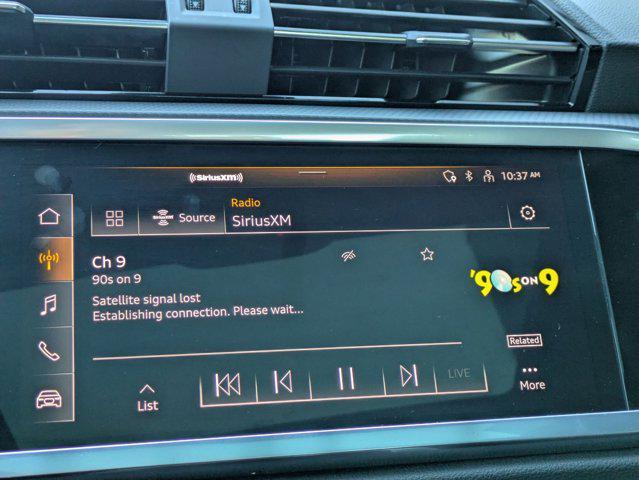 ((SiriusXM))
10:37 AM
Radio
SiriusXM Source
SiriusXM
Ch 9
90s on 9
Satellite signal lost
Establishing connection. Please wait...
'90s ON 9
Related
LIVE
List
More